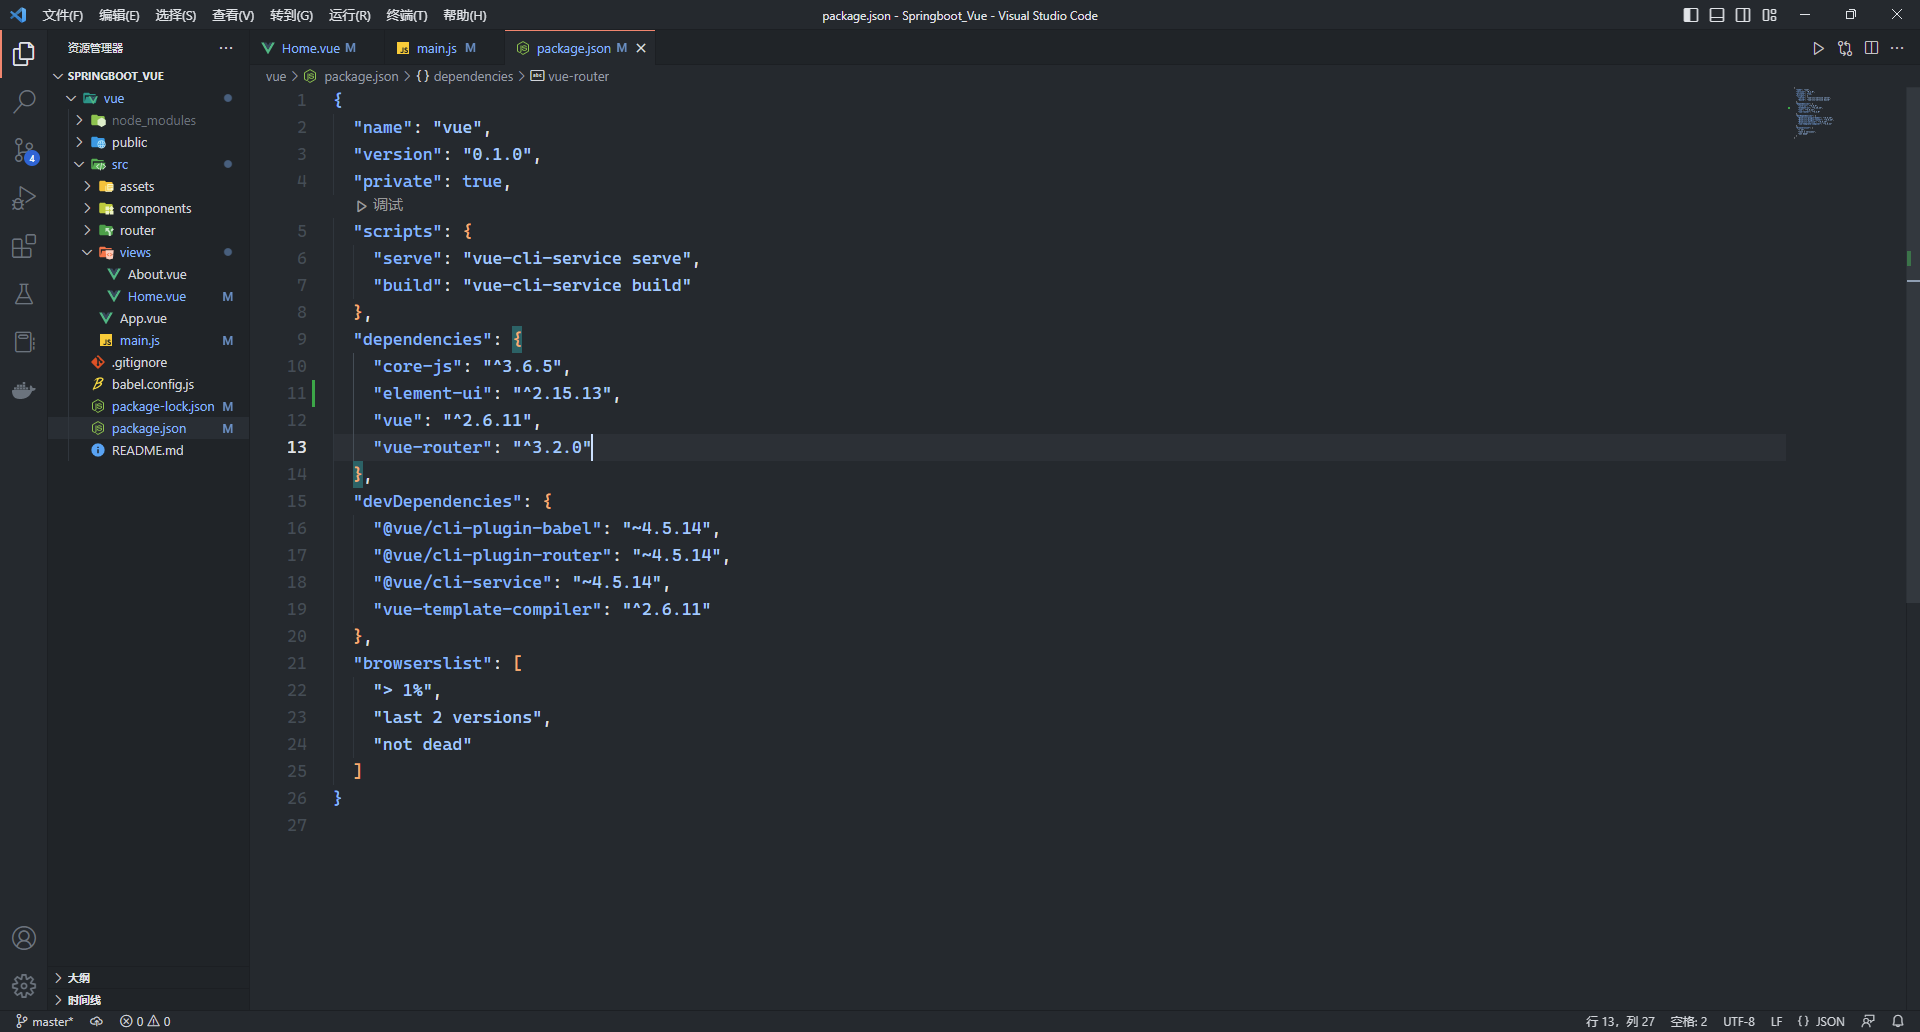 文件(F) 编辑(E) 选择(S) 查看(V) 转到(G) 运行(R) 终端(T) 帮助(H)
package.json - Springboot_Vue - Visual Studio Code
资源管理器
SPRINGBOOT_VUE
vue
node_modules
public
src
assets
components
router
views
About.vue
Home.vue M
App.vue
main.js M
.gitignore
babel.config.js
package-lock.json M
package.json M
README.md
大纲
时间线
4
Home.vue M main.js M package.json M
vue > package.json > {} dependencies > abc vue-router
1 {
2 "name": "vue",
3 "version": "0.1.0",
4 "private": true,
调试
5 "scripts": {
6 "serve": "vue-cli-service serve",
7 "build": "vue-cli-service build"
8 },
9 "dependencies": {
10 "core-js": "^3.6.5",
11 "element-ui": "^2.15.13",
12 "vue": "^2.6.11",
13 "vue-router": "^3.2.0"
14 },
15 "devDependencies": {
16 "@vue/cli-plugin-babel": "~4.5.14",
17 "@vue/cli-plugin-router": "~4.5.14",
18 "@vue/cli-service": "~4.5.14",
19 "vue-template-compiler": "^2.6.11"
20 },
21 "browserslist": [
22 "> 1%",
23 "last 2 versions",
24 "not dead"
25 ]
26 }
27
master* 0 0
行 13，列 27 空格: 2 UTF-8 LF {} JSON